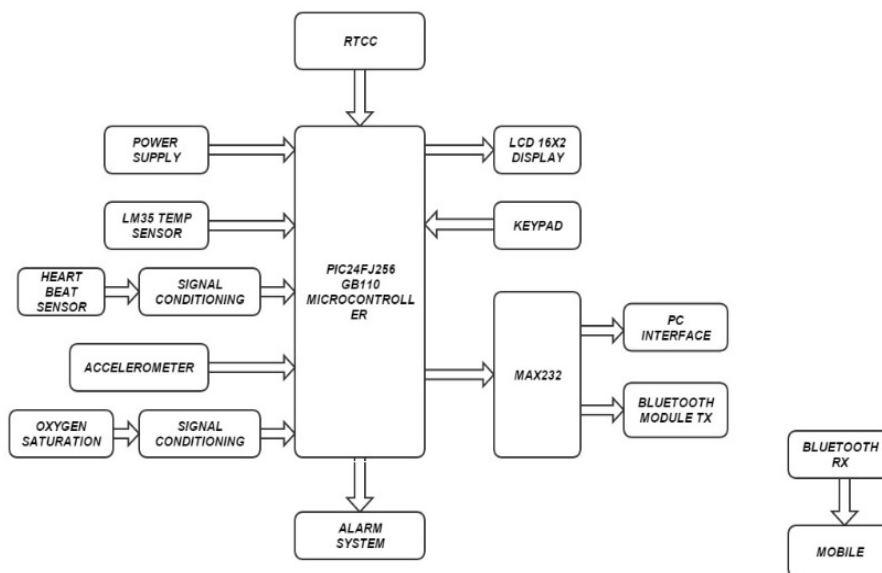 RTCC
POWER
SUPPLY
LCD 16X2
DISPLAY
LM35 TEMP
SENSOR
KEYPAD
HEART
BEAT
SENSOR
SIGNAL
CONDITIONING
PIC24FJ256
GB110
MICROCONTROLL
ER
PC
INTERFACE
ACCELEROMETER
MAX232
BLUETOOTH
MODULE TX
OXYGEN
SATURATION
SIGNAL
CONDITIONING
BLUETOOTH
RX
ALARM
SYSTEM
MOBILE